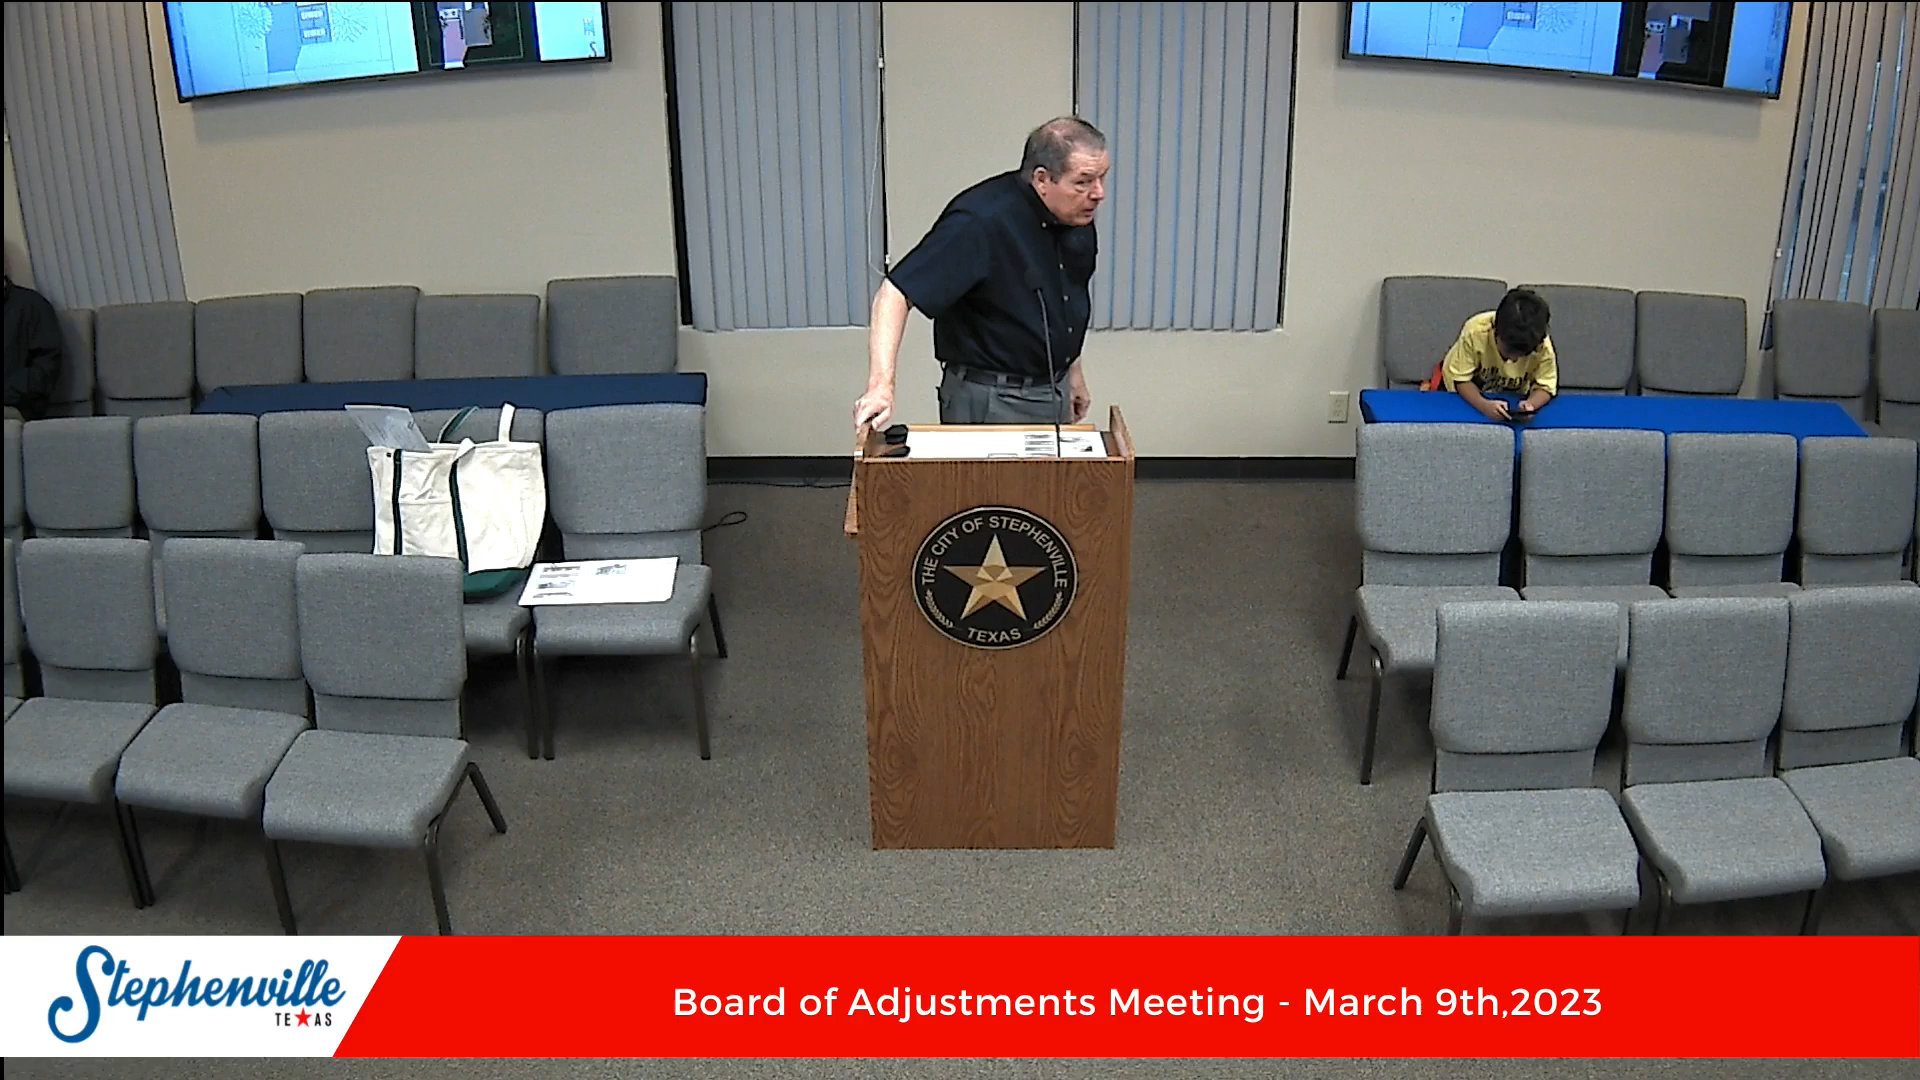 THE CITY OF STEPHENVILLE
TEXAS
Stephenville
TEXAS
Board of Adjustments Meeting - March 9th,2023